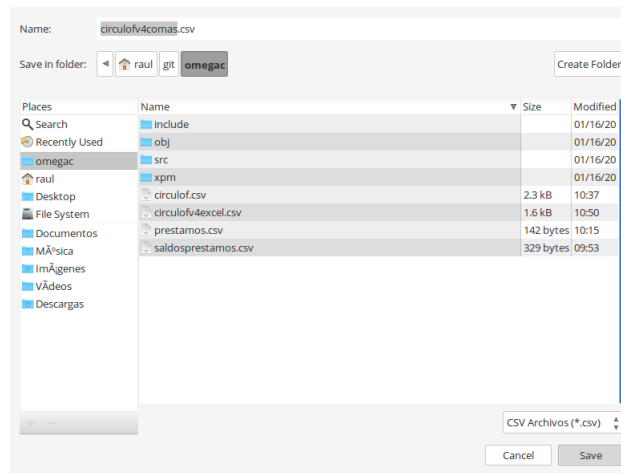 Name: circulofv4comas.csv
Save in folder: raul git omegac Create Folder
Places Name Size Modified
Search include 01/16/20
Recently Used obj 01/16/20
omegac src 01/16/20
raul xpm 01/16/20
Desktop circulof.csv 2.3 kB 10:37
File System circulofv4excel.csv 1.6 kB 10:50
Documentos prestamos.csv 142 bytes 10:15
MÃºsica saldosprestamos.csv 329 bytes 09:53
ImÃ¡genes
VÃ­deos
Descargas
CSV Archivos (*.csv)
Cancel Save